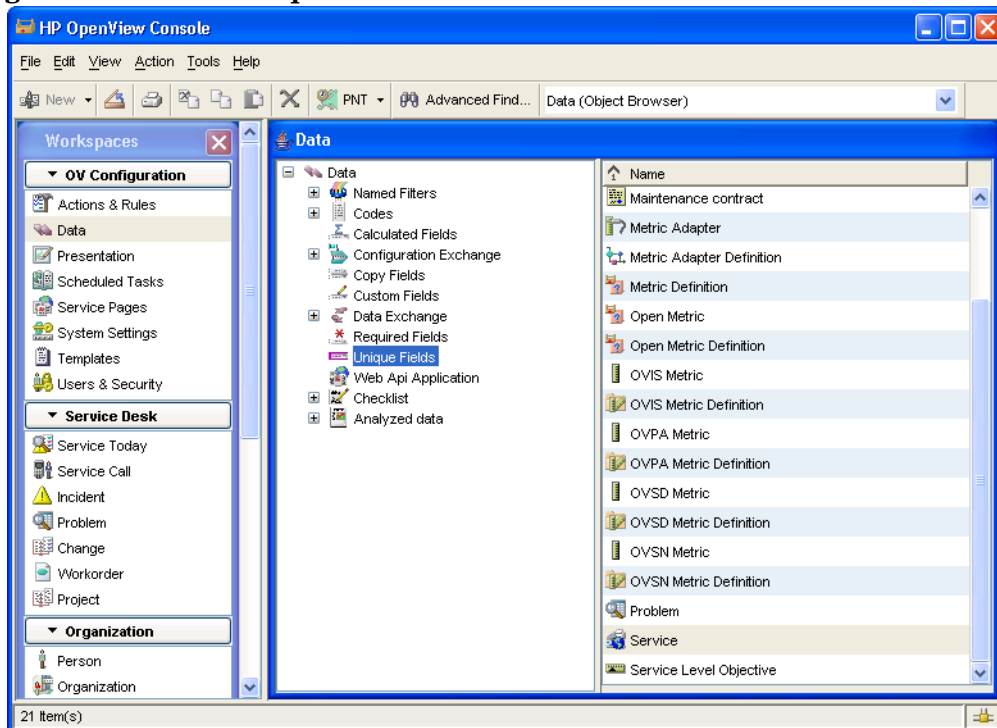 HP OpenView Console
File Edit View Action Tools Help
New PNT Advanced Find... Data (Object Browser)
Workspaces
OV Configuration
Actions & Rules
Data
Presentation
Scheduled Tasks
Service Pages
System Settings
Templates
Users & Security
Service Desk
Service Today
Service Call
Incident
Problem
Change
Workorder
Project
Organization
Person
Organization
Data
Data
Named Filters
Codes
Calculated Fields
Configuration Exchange
Copy Fields
Custom Fields
Data Exchange
Required Fields
Unique Fields
Web Api Application
Checklist
Analyzed data
Name
Maintenance contract
Metric Adapter
Metric Adapter Definition
Metric Definition
Open Metric
Open Metric Definition
OVIS Metric
OVIS Metric Definition
OVPA Metric
OVPA Metric Definition
OVSD Metric
OVSD Metric Definition
OVSN Metric
OVSN Metric Definition
Problem
Service
Service Level Objective
21 Item(s)